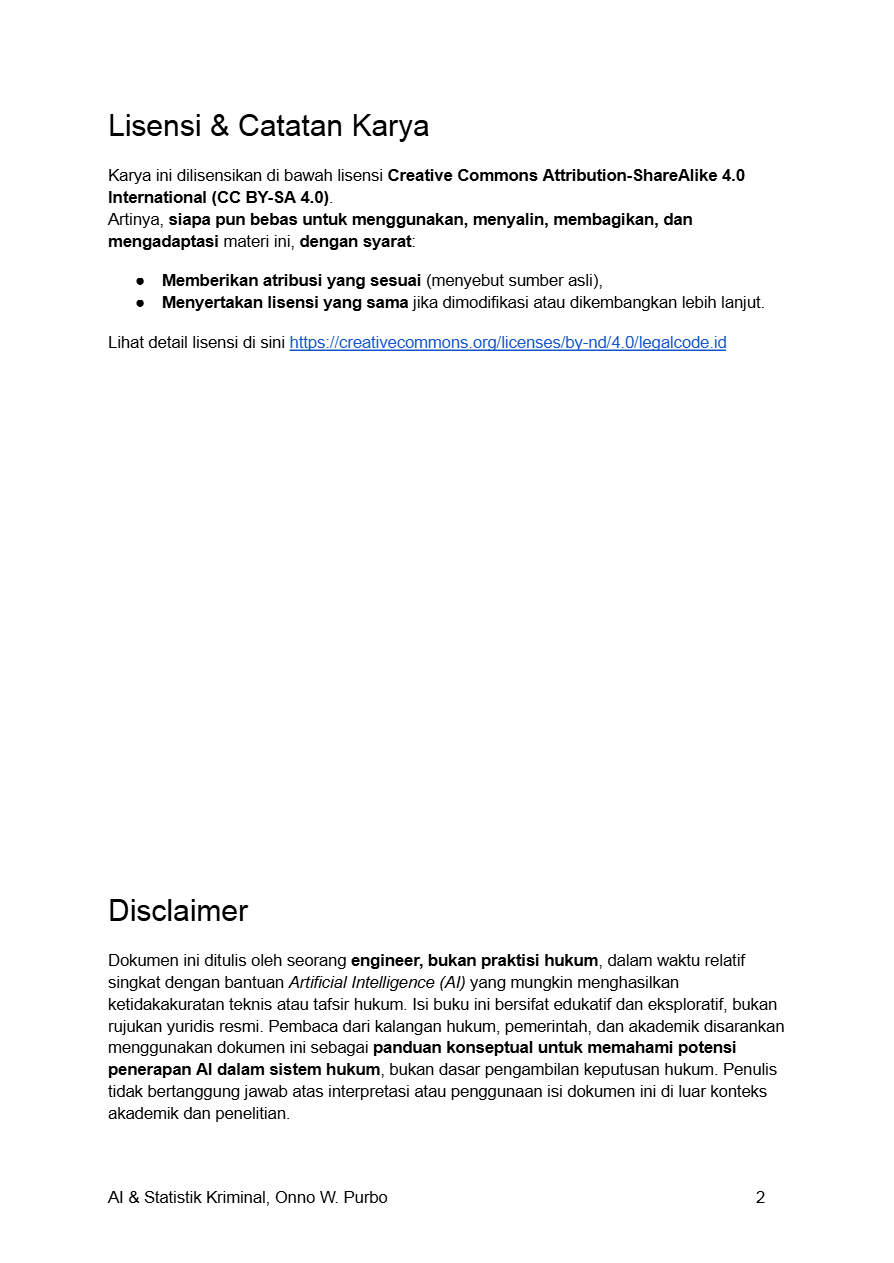 Lisensi & Catatan Karya
Karya ini dilisensikan di bawah lisensi Creative Commons Attribution-ShareAlike 4.0
International (CC BY-SA 4.0).
Artinya, siapa pun bebas untuk menggunakan, menyalin, membagikan, dan
mengadaptasi materi ini, dengan syarat:
● Memberikan atribusi yang sesuai (menyebut sumber asli),
● Menyertakan lisensi yang sama jika dimodifikasi atau dikembangkan lebih lanjut.
Lihat detail lisensi di sini https://creativecommons.org/licenses/by-nd/4.0/legalcode.id
Disclaimer
Dokumen ini ditulis oleh seorang engineer, bukan praktisi hukum, dalam waktu relatif
singkat dengan bantuan Artificial Intelligence (AI) yang mungkin menghasilkan
ketidakakuratan teknis atau tafsir hukum. Isi buku ini bersifat edukatif dan eksploratif, bukan
rujukan yuridis resmi. Pembaca dari kalangan hukum, pemerintah, dan akademik disarankan
menggunakan dokumen ini sebagai panduan konseptual untuk memahami potensi
penerapan AI dalam sistem hukum, bukan dasar pengambilan keputusan hukum. Penulis
tidak bertanggung jawab atas interpretasi atau penggunaan isi dokumen ini di luar konteks
akademik dan penelitian.
AI & Statistik Kriminal, Onno W. Purbo 2